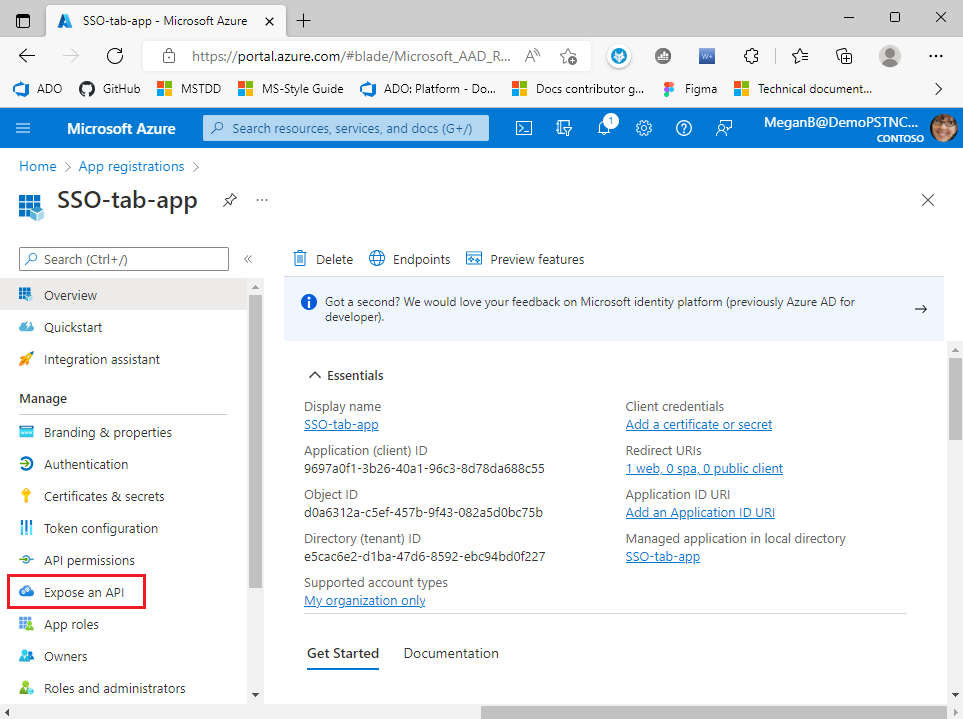 SSO-tab-app - Microsoft Azure
https://portal.azure.com/#blade/Microsoft_AAD_R...
ADO
GitHub
MSTDD
MS-Style Guide
ADO: Platform - Do...
Docs contributor g...
Figma
Technical document...
Microsoft Azure
Search resources, services, and docs (G+/)
1
MeganB@DemoPSTNC...
CONTOSO
Home
App registrations
SSO-tab-app
...
Search (Ctrl+/)
Overview
Quickstart
Integration assistant
Manage
Branding & properties
Authentication
Certificates & secrets
Token configuration
API permissions
Expose an API
App roles
Owners
Roles and administrators
Delete
Endpoints
Preview features
Got a second? We would love your feedback on Microsoft identity platform (previously Azure AD for
developer).
Essentials
Display name
SSO-tab-app
Application (client) ID
9697a0f1-3b26-40a1-96c3-8d78da688c55
Object ID
d0a6312a-c5ef-457b-9f43-082a5d0bc75b
Directory (tenant) ID
e5cac6e2-d1ba-47d6-8592-ebc94bd0f227
Supported account types
My organization only
Client credentials
Add a certificate or secret
Redirect URIs
1 web, 0 spa, 0 public client
Application ID URI
Add an Application ID URI
Managed application in local directory
SSO-tab-app
Get Started
Documentation